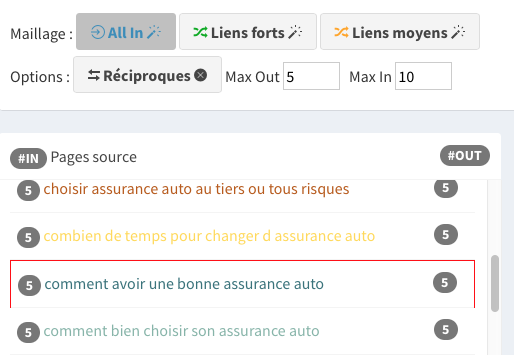 Maillage : All In Liens forts Liens moyens
Options : Réciproques Max Out 5 Max In 10
#IN Pages source #OUT
5 choisir assurance auto au tiers ou tous risques 5
5 combien de temps pour changer d assurance auto 5
5 comment avoir une bonne assurance auto 5
5 comment bien choisir son assurance auto 5